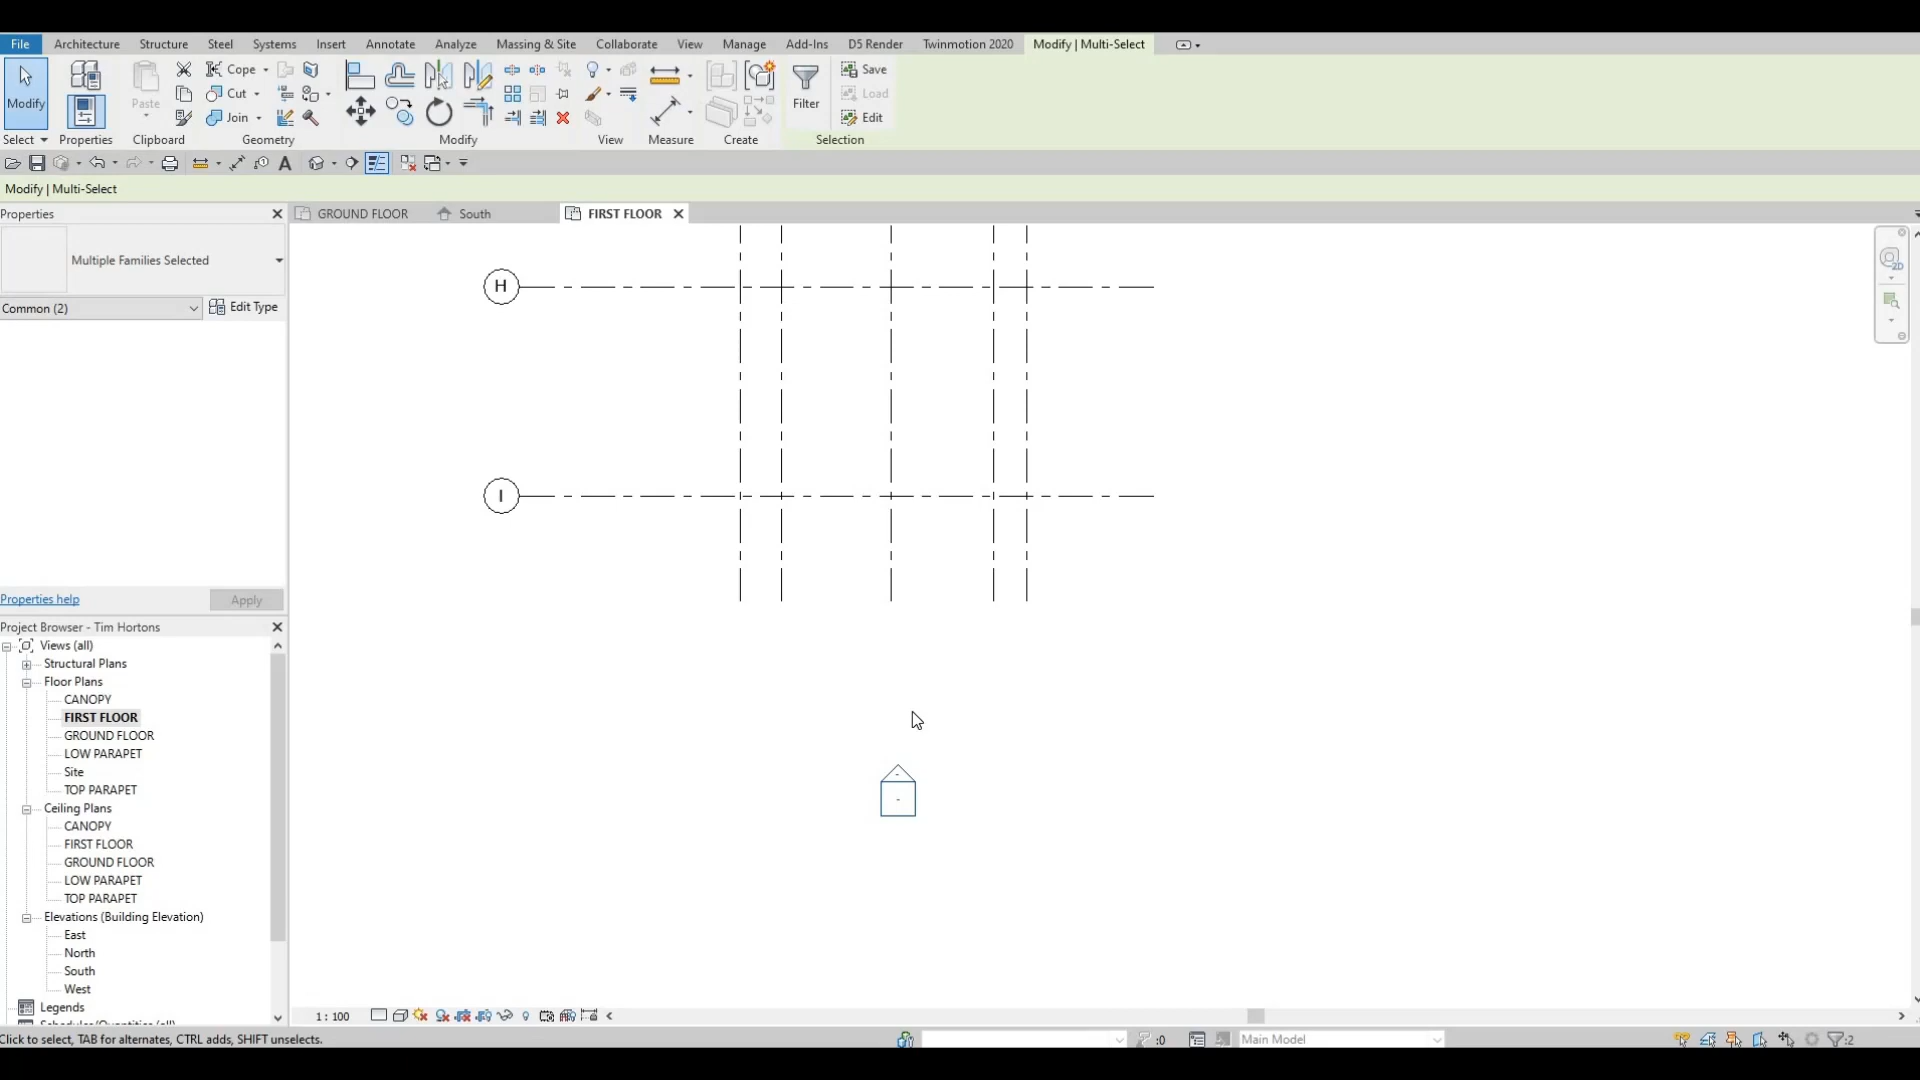 File Architecture Structure Steel Systems Insert Annotate Analyze Massing & Site Collaborate View Manage Add-Ins D5 Render Twinmotion 2020 Modify | Multi-Select
Modify
Paste
Cope
Cut
Join
Filter
Save
Load
Edit
Select Properties Clipboard Geometry Modify View Measure Create Selection
A
Modify | Multi-Select
Properties
GROUND FLOOR South FIRST FLOOR
Multiple Families Selected
Common (2) Edit Type
2D
H
I
-
-
Properties help Apply
Project Browser - Tim Hortons
Views (all)
Structural Plans
Floor Plans
CANOPY
FIRST FLOOR
GROUND FLOOR
LOW PARAPET
Site
TOP PARAPET
Ceiling Plans
CANOPY
FIRST FLOOR
GROUND FLOOR
LOW PARAPET
TOP PARAPET
Elevations (Building Elevation)
East
North
South
West
Legends
Schedules/Quantities (all)
1 : 100
Click to select, TAB for alternates, CTRL adds, SHIFT unselects. :0 Main Model :2